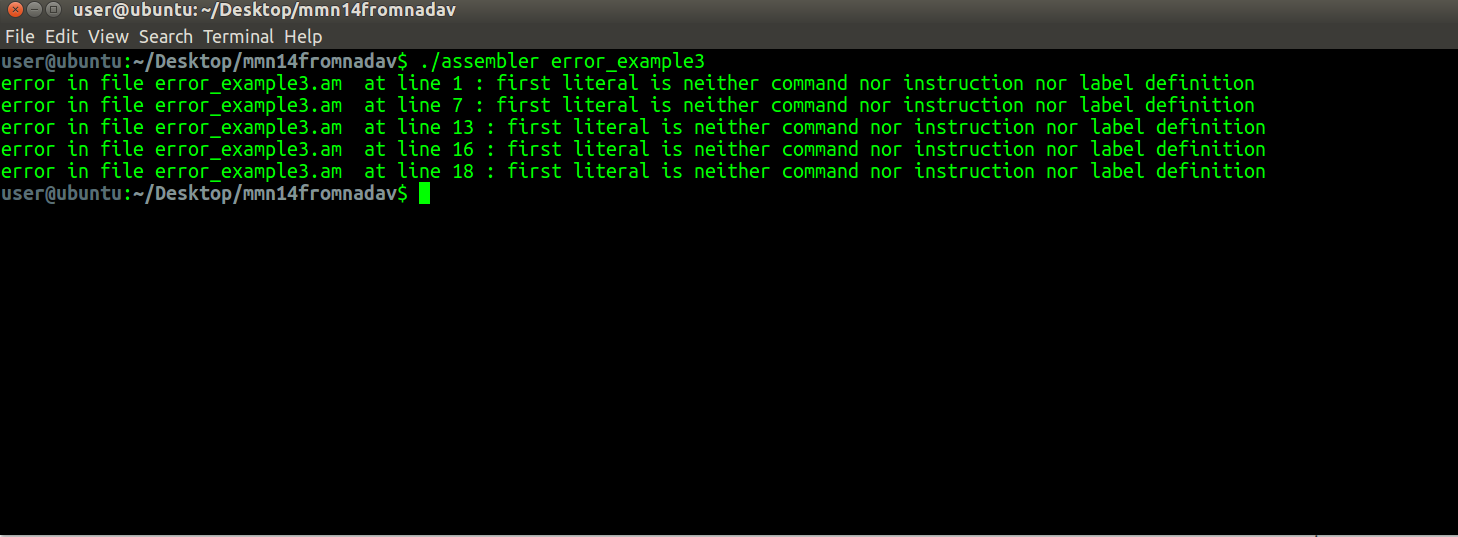 user@ubuntu: ~/Desktop/mmn14fromnadav
File Edit View Search Terminal Help
user@ubuntu:~/Desktop/mmn14fromnadav$ ./assembler error_example3
error in file error_example3.am  at line 1 : first literal is neither command nor instruction nor label definition
error in file error_example3.am  at line 7 : first literal is neither command nor instruction nor label definition
error in file error_example3.am  at line 13 : first literal is neither command nor instruction nor label definition
error in file error_example3.am  at line 16 : first literal is neither command nor instruction nor label definition
error in file error_example3.am  at line 18 : first literal is neither command nor instruction nor label definition
user@ubuntu:~/Desktop/mmn14fromnadav$